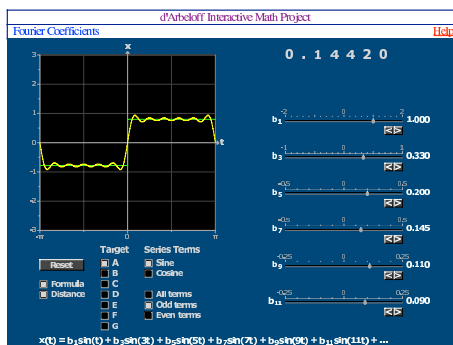 d'Arbeloff Interactive Math Project
Fourier Coefficients Help
x
3
2
1
0
-1
-2
-3
-π 0 π
t
0.14420
-2 0 2
b1 1.000
< >
-1 0 1
b3 0.330
< >
-0.5 0 0.5
b5 0.200
< >
-0.5 0 0.5
b7 0.145
< >
-0.25 0 0.25
b9 0.110
< >
-0.25 0 0.25
b11 0.090
< >
Target Series Terms
Reset A Sine
B Cosine
Formula C
Distance D All terms
E Odd terms
F Even terms
G
x(t) = b1sin(t) + b3sin(3t) + b5sin(5t) + b7sin(7t) + b9sin(9t) + b11sin(11t) + ...